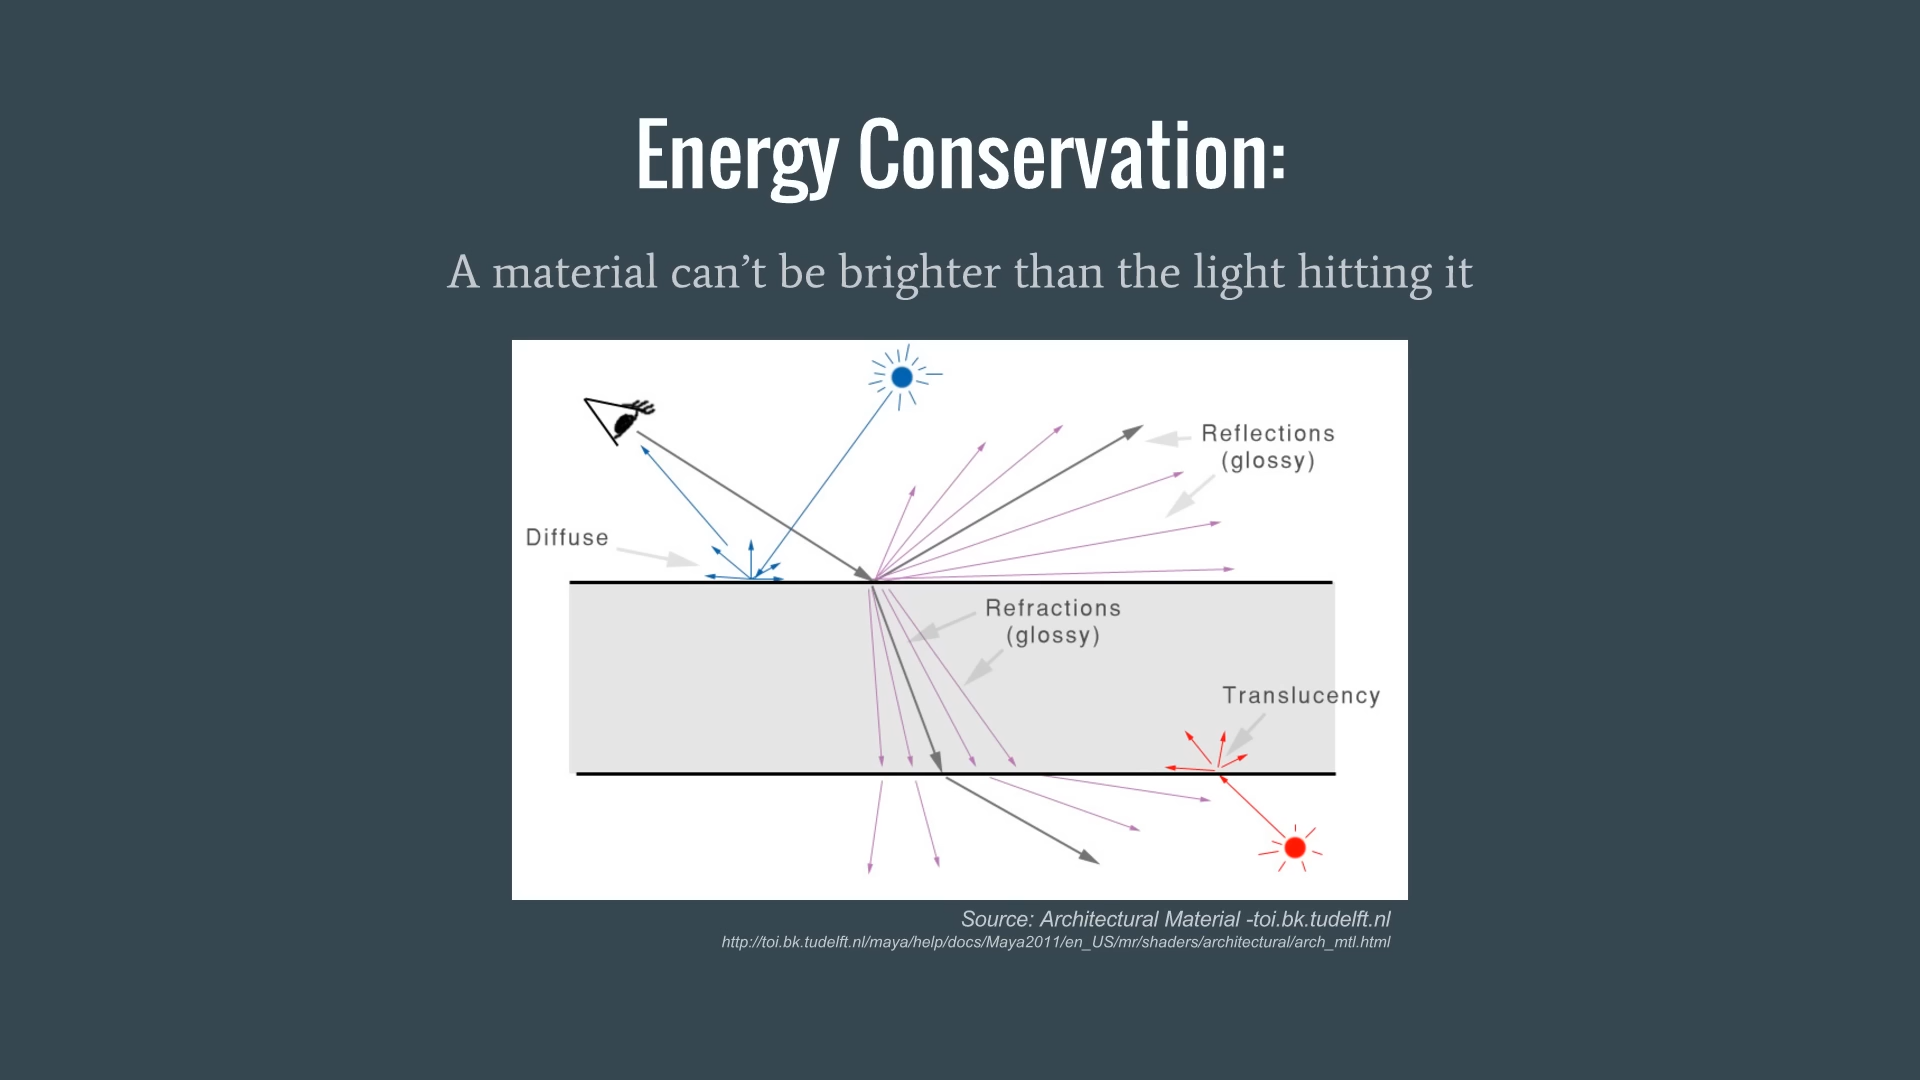 Energy Conservation:
A material can’t be brighter than the light hitting it
Reflections
(glossy)
Diffuse
Refractions
(glossy)
Translucency
Source: Architectural Material -toi.bk.tudelft.nl
http://toi.bk.tudelft.nl/maya/help/docs/Maya2011/en_US/mr/shaders/architectural/arch_mtl.html